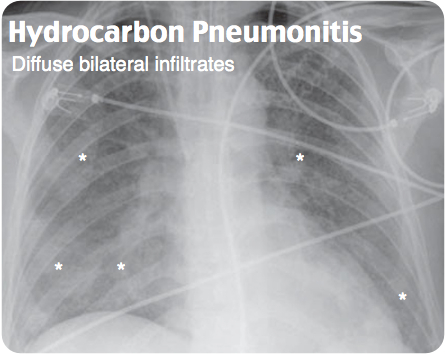 Hydrocarbon Pneumonitis
Diffuse bilateral infiltrates
*
*
*
*
*